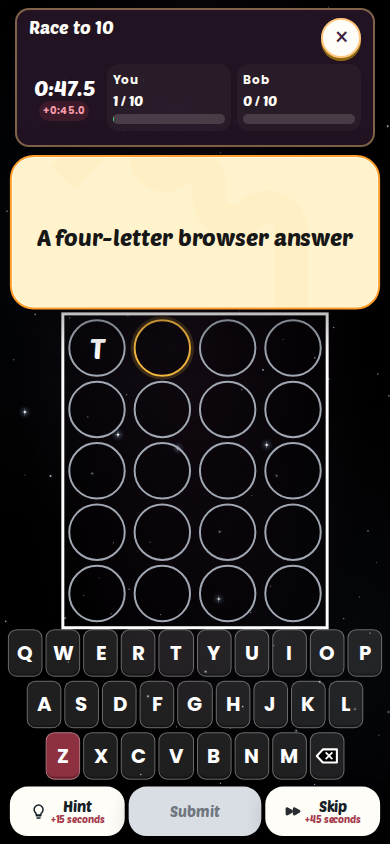 Race to 10
×
0:47.5
+0:45.0
You
1 / 10
Bob
0 / 10
A four-letter browser answer
T
Q W E R T Y U I O P
A S D F G H J K L
Z X C V B N M
Hint
+15 seconds
Submit
Skip
+45 seconds